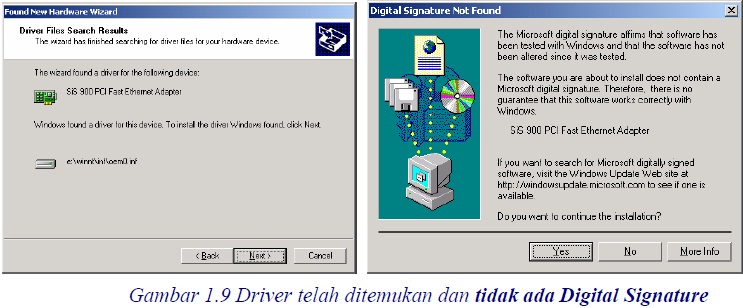 Found New Hardware Wizard
Driver Files Search Results
The wizard has finished searching for driver files for your hardware device.
The wizard found a driver for the following device:
SiS 900 PCI Fast Ethernet Adapter
Windows found a driver for this device. To install the driver Windows found, click Next.
e:\winnt\inf\oem0.inf
< Back
Next >
Cancel
Digital Signature Not Found
The Microsoft digital signature affirms that software has
been tested with Windows and that the software has not
been altered since it was tested.
The software you are about to install does not contain a
Microsoft digital signature. Therefore, there is no
guarantee that this software works correctly with
Windows.
SiS 900 PCI Fast Ethernet Adapter
If you want to search for Microsoft digitally signed
software, visit the Windows Update Web site at
http://windowsupdate.microsoft.com to see if one is
available.
Do you want to continue the installation?
Yes
No
More Info
Gambar 1.9 Driver telah ditemukan dan tidak ada Digital Signature